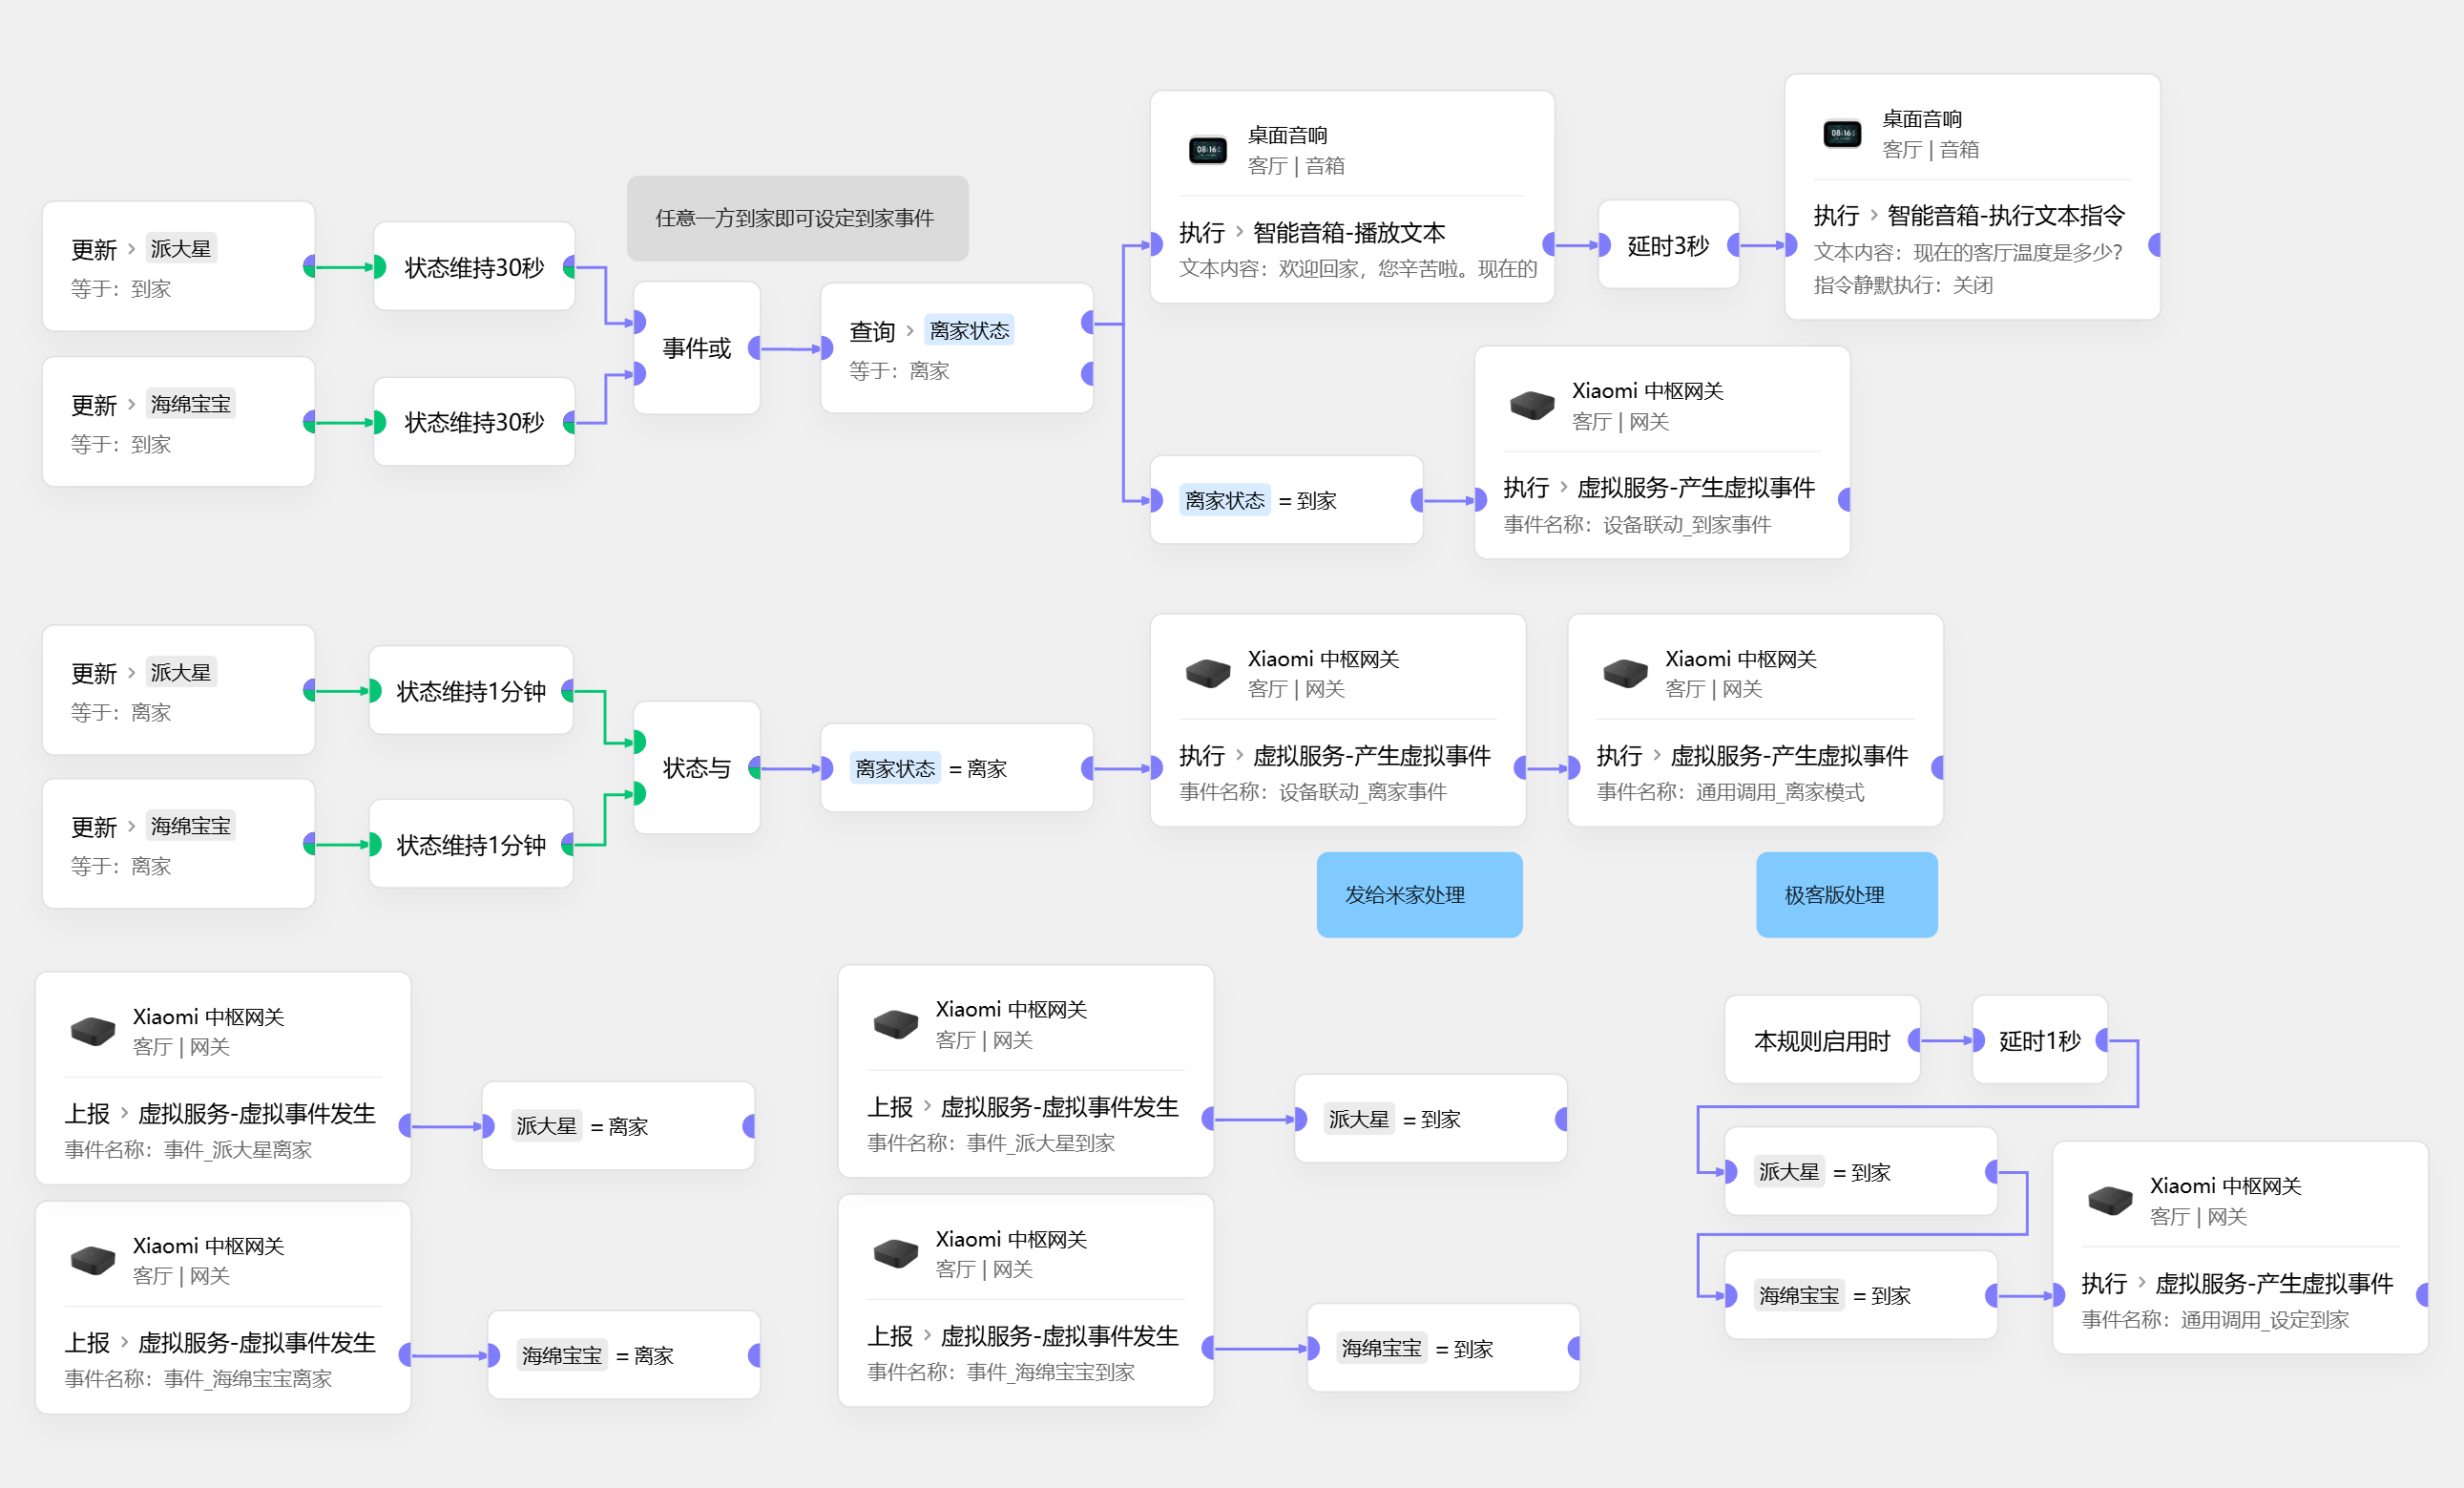 任意一方到家即可设定到家事件
更新 > 派大星
等于：到家
状态维持30秒
更新 > 海绵宝宝
等于：到家
状态维持30秒
事件或
查询 > 离家状态
等于：离家
桌面音响
客厅 | 音箱
执行 > 智能音箱-播放文本
文本内容：欢迎回家，您辛苦啦。现在的
延时3秒
08:16
桌面音响
客厅 | 音箱
执行 > 智能音箱-执行文本指令
文本内容：现在的客厅温度是多少？
指令静默执行：关闭
08:16
离家状态 = 到家
Xiaomi 中枢网关
客厅 | 网关
执行 > 虚拟服务-产生虚拟事件
事件名称：设备联动_到家事件
更新 > 派大星
等于：离家
状态维持1分钟
更新 > 海绵宝宝
等于：离家
状态维持1分钟
状态与
离家状态 = 离家
Xiaomi 中枢网关
客厅 | 网关
执行 > 虚拟服务-产生虚拟事件
事件名称：设备联动_离家事件
Xiaomi 中枢网关
客厅 | 网关
执行 > 虚拟服务-产生虚拟事件
事件名称：通用调用_离家模式
发给米家处理
极客版处理
Xiaomi 中枢网关
客厅 | 网关
上报 > 虚拟服务-虚拟事件发生
事件名称：事件_派大星离家
派大星 = 离家
Xiaomi 中枢网关
客厅 | 网关
上报 > 虚拟服务-虚拟事件发生
事件名称：事件_海绵宝宝离家
海绵宝宝 = 离家
Xiaomi 中枢网关
客厅 | 网关
上报 > 虚拟服务-虚拟事件发生
事件名称：事件_派大星到家
派大星 = 到家
Xiaomi 中枢网关
客厅 | 网关
上报 > 虚拟服务-虚拟事件发生
事件名称：事件_海绵宝宝到家
海绵宝宝 = 到家
本规则启用时
延时1秒
派大星 = 到家
海绵宝宝 = 到家
Xiaomi 中枢网关
客厅 | 网关
执行 > 虚拟服务-产生虚拟事件
事件名称：通用调用_设定到家